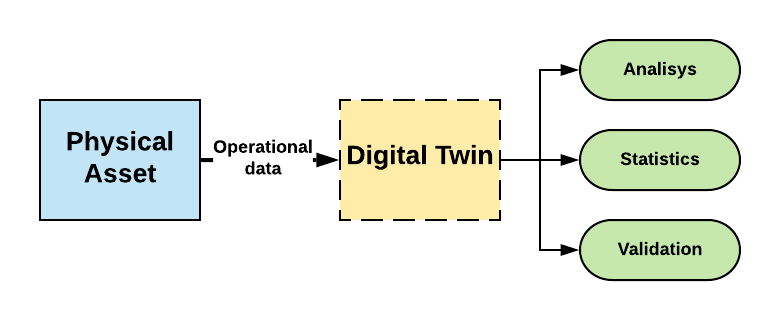 Physical
Asset
Operational
data
Digital Twin
Analisys
Statistics
Validation